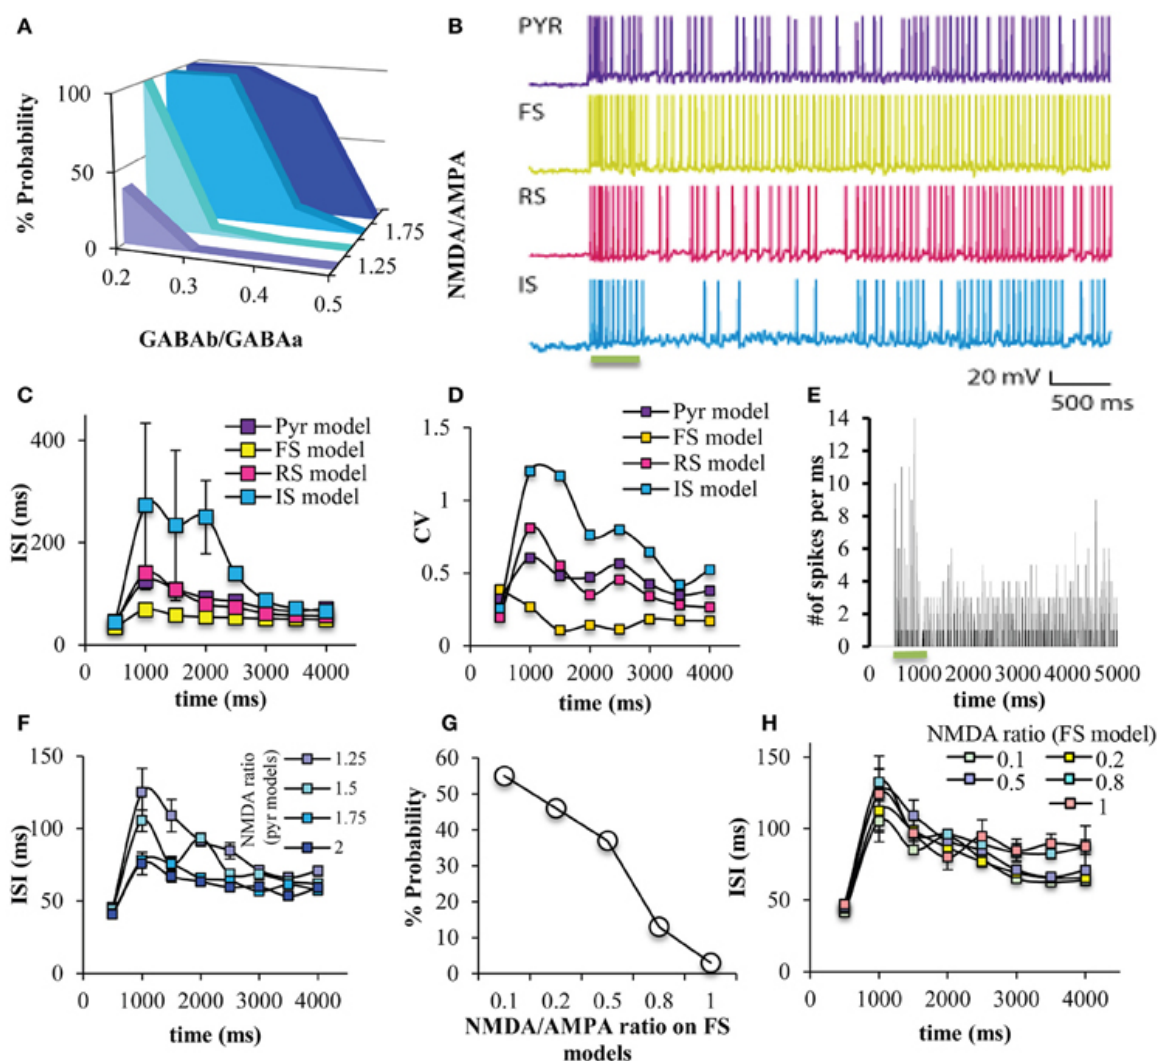 A
% Probability
100
50
0
0.2
0.3
0.4
0.5
1.75
1.25
GABAb/GABAa
NMDA/AMPA
B
PYR
FS
RS
IS
20 mV
500 ms
C
ISI (ms)
400
200
0
Pyr model
FS model
RS model
IS model
0 1000 2000 3000 4000
time (ms)
D
CV
1.5
1
0.5
0
Pyr model
FS model
RS model
IS model
0 1000 2000 3000 4000
time (ms)
E
#of spikes per ms
14
12
10
8
6
4
2
0
0 1000 2000 3000 4000 5000
time (ms)
F
ISI (ms)
150
100
50
0
NMDA ratio
(pyr models)
1.25
1.5
1.75
2
0 1000 2000 3000 4000
time (ms)
G
% Probability
60
50
40
30
20
10
0
0.1 0.2 0.5 0.8 1
NMDA/AMPA ratio on FS
models
H
NMDA ratio (FS model)
0.1 0.2
0.5 0.8
1
ISI (ms)
150
100
50
0
0 1000 2000 3000 4000
time (ms)